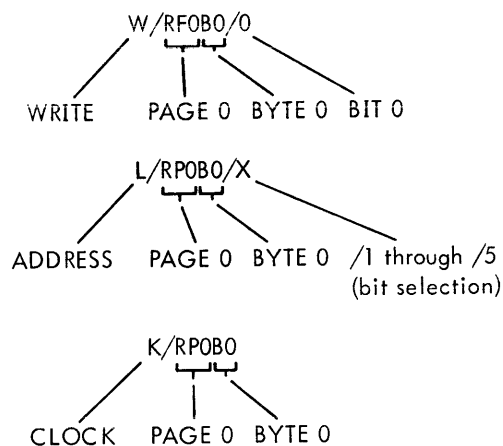 W/RF0B0/0
WRITE PAGE 0 BYTE 0 BIT 0
L/RP0B0/X
ADDRESS PAGE 0 BYTE 0 /1 through /5
(bit selection)
K/RP0B0
CLOCK PAGE 0 BYTE 0